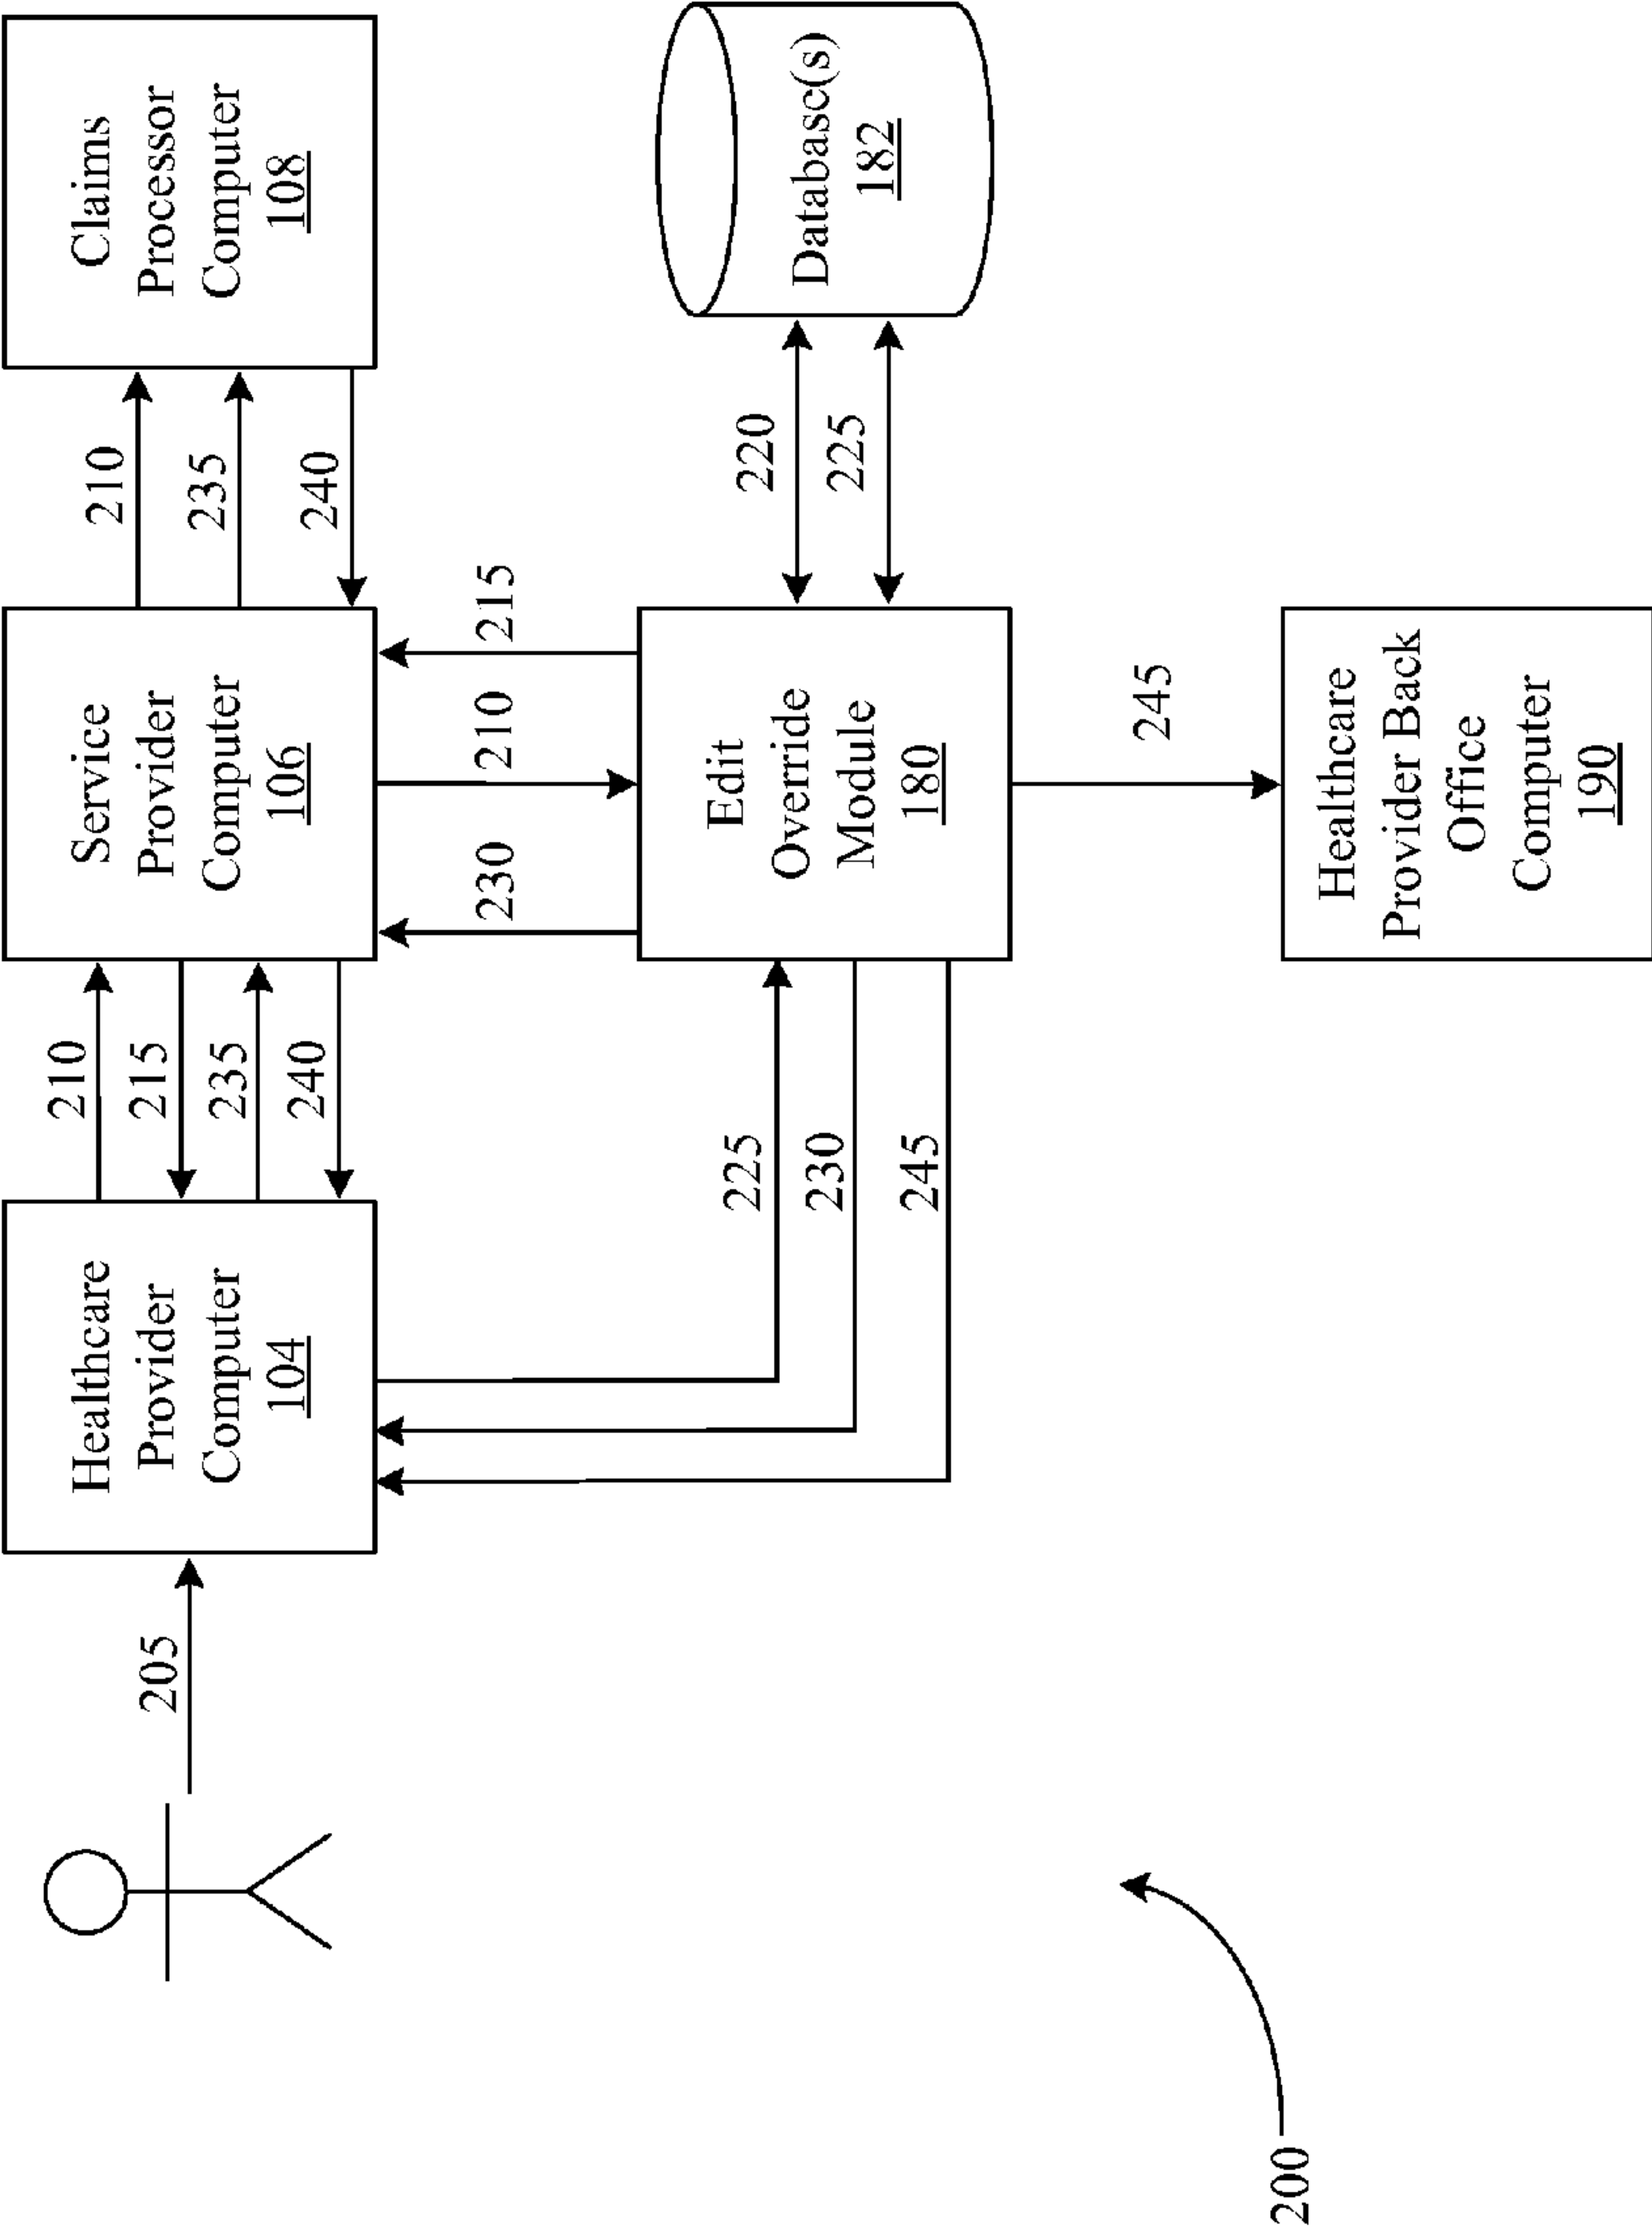 205
Healthcare
Provider
Computer
104
210
215
235
240
Service
Provider
Computer
106
210
235
240
Claims
Processor
Computer
108
230
210
215
225
230
245
Edit
Override
Module
180
220
225
Database(s)
182
245
Healthcare
Provider Back
Office
Computer
190
200